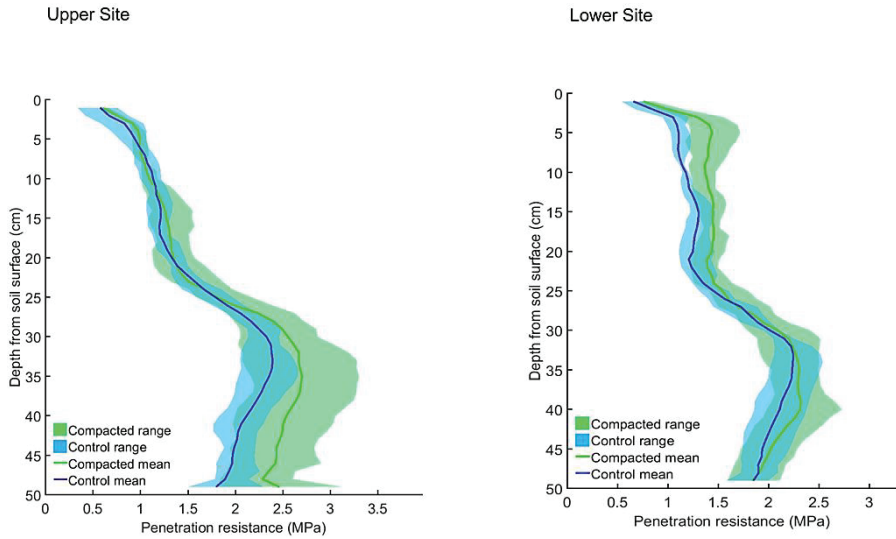 Upper Site
Lower Site
0
5
10
15
20
25
30
35
40
45
50
Depth from soil surface (cm)
Compacted range
Control range
Compacted mean
Control mean
0
0.5
1
1.5
2
2.5
3
3.5
Penetration resistance (MPa)
0
5
10
15
20
25
30
35
40
45
50
Depth from soil surface (cm)
Compacted range
Control range
Compacted mean
Control mean
0
0.5
1
1.5
2
2.5
3
Penetration resistance (MPa)